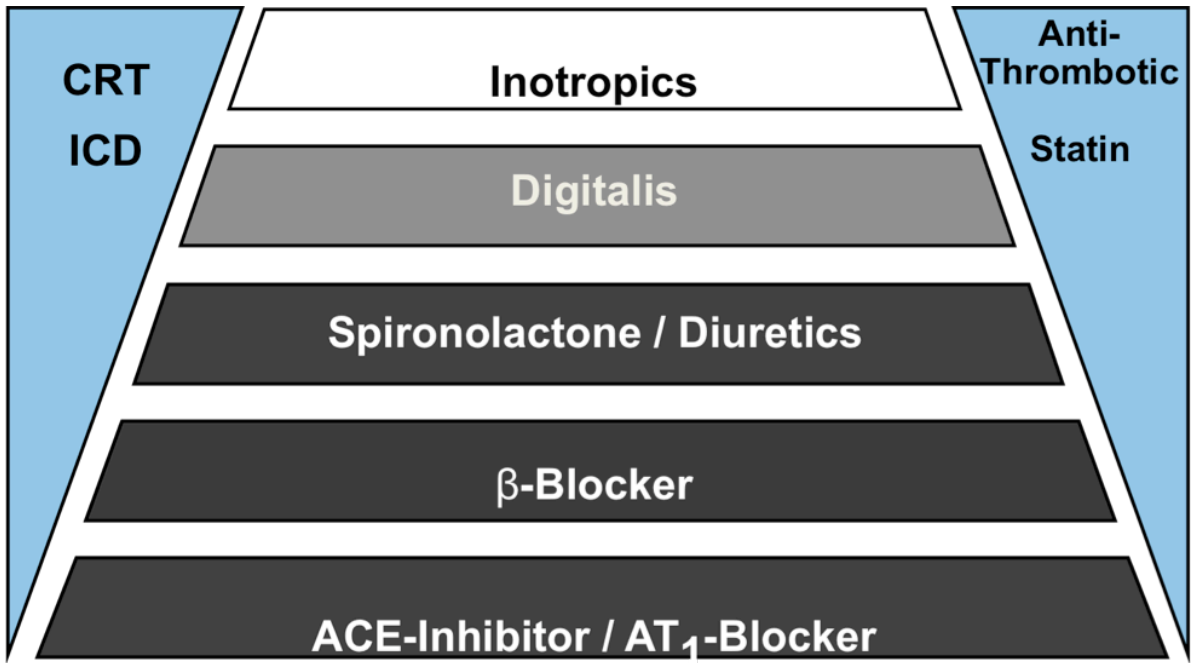 CRT
ICD
Inotropics
Anti-
Thrombotic
Statin
Digitalis
Spironolactone / Diuretics
β-Blocker
ACE-Inhibitor / AT₁-Blocker